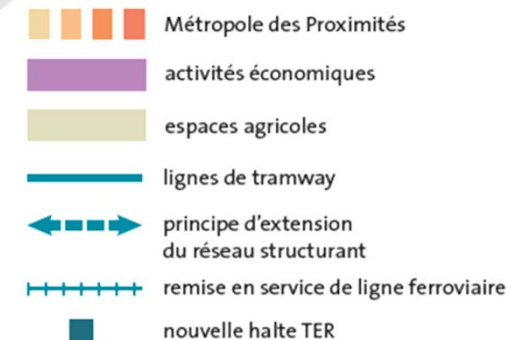 Métropole des Proximités
activités économiques
espaces agricoles
lignes de tramway
principe d'extension
du réseau structurant
remise en service de ligne ferroviaire
nouvelle halte TER